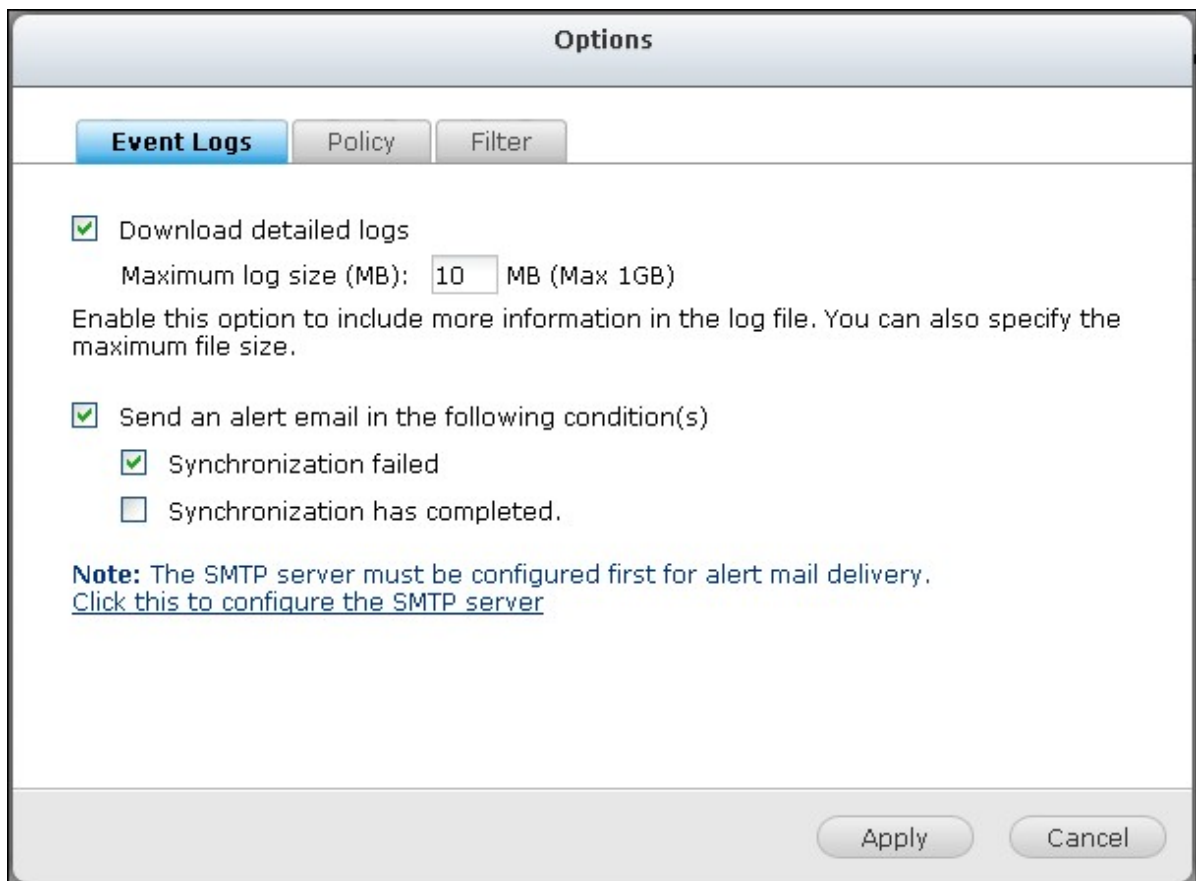 Options
Event Logs Policy Filter
Download detailed logs
Maximum log size (MB): 10 MB (Max 1GB)
Enable this option to include more information in the log file. You can also specify the
maximum file size.
Send an alert email in the following condition(s)
Synchronization failed
Synchronization has completed.
Note: The SMTP server must be configured first for alert mail delivery.
Click this to configure the SMTP server
Apply Cancel